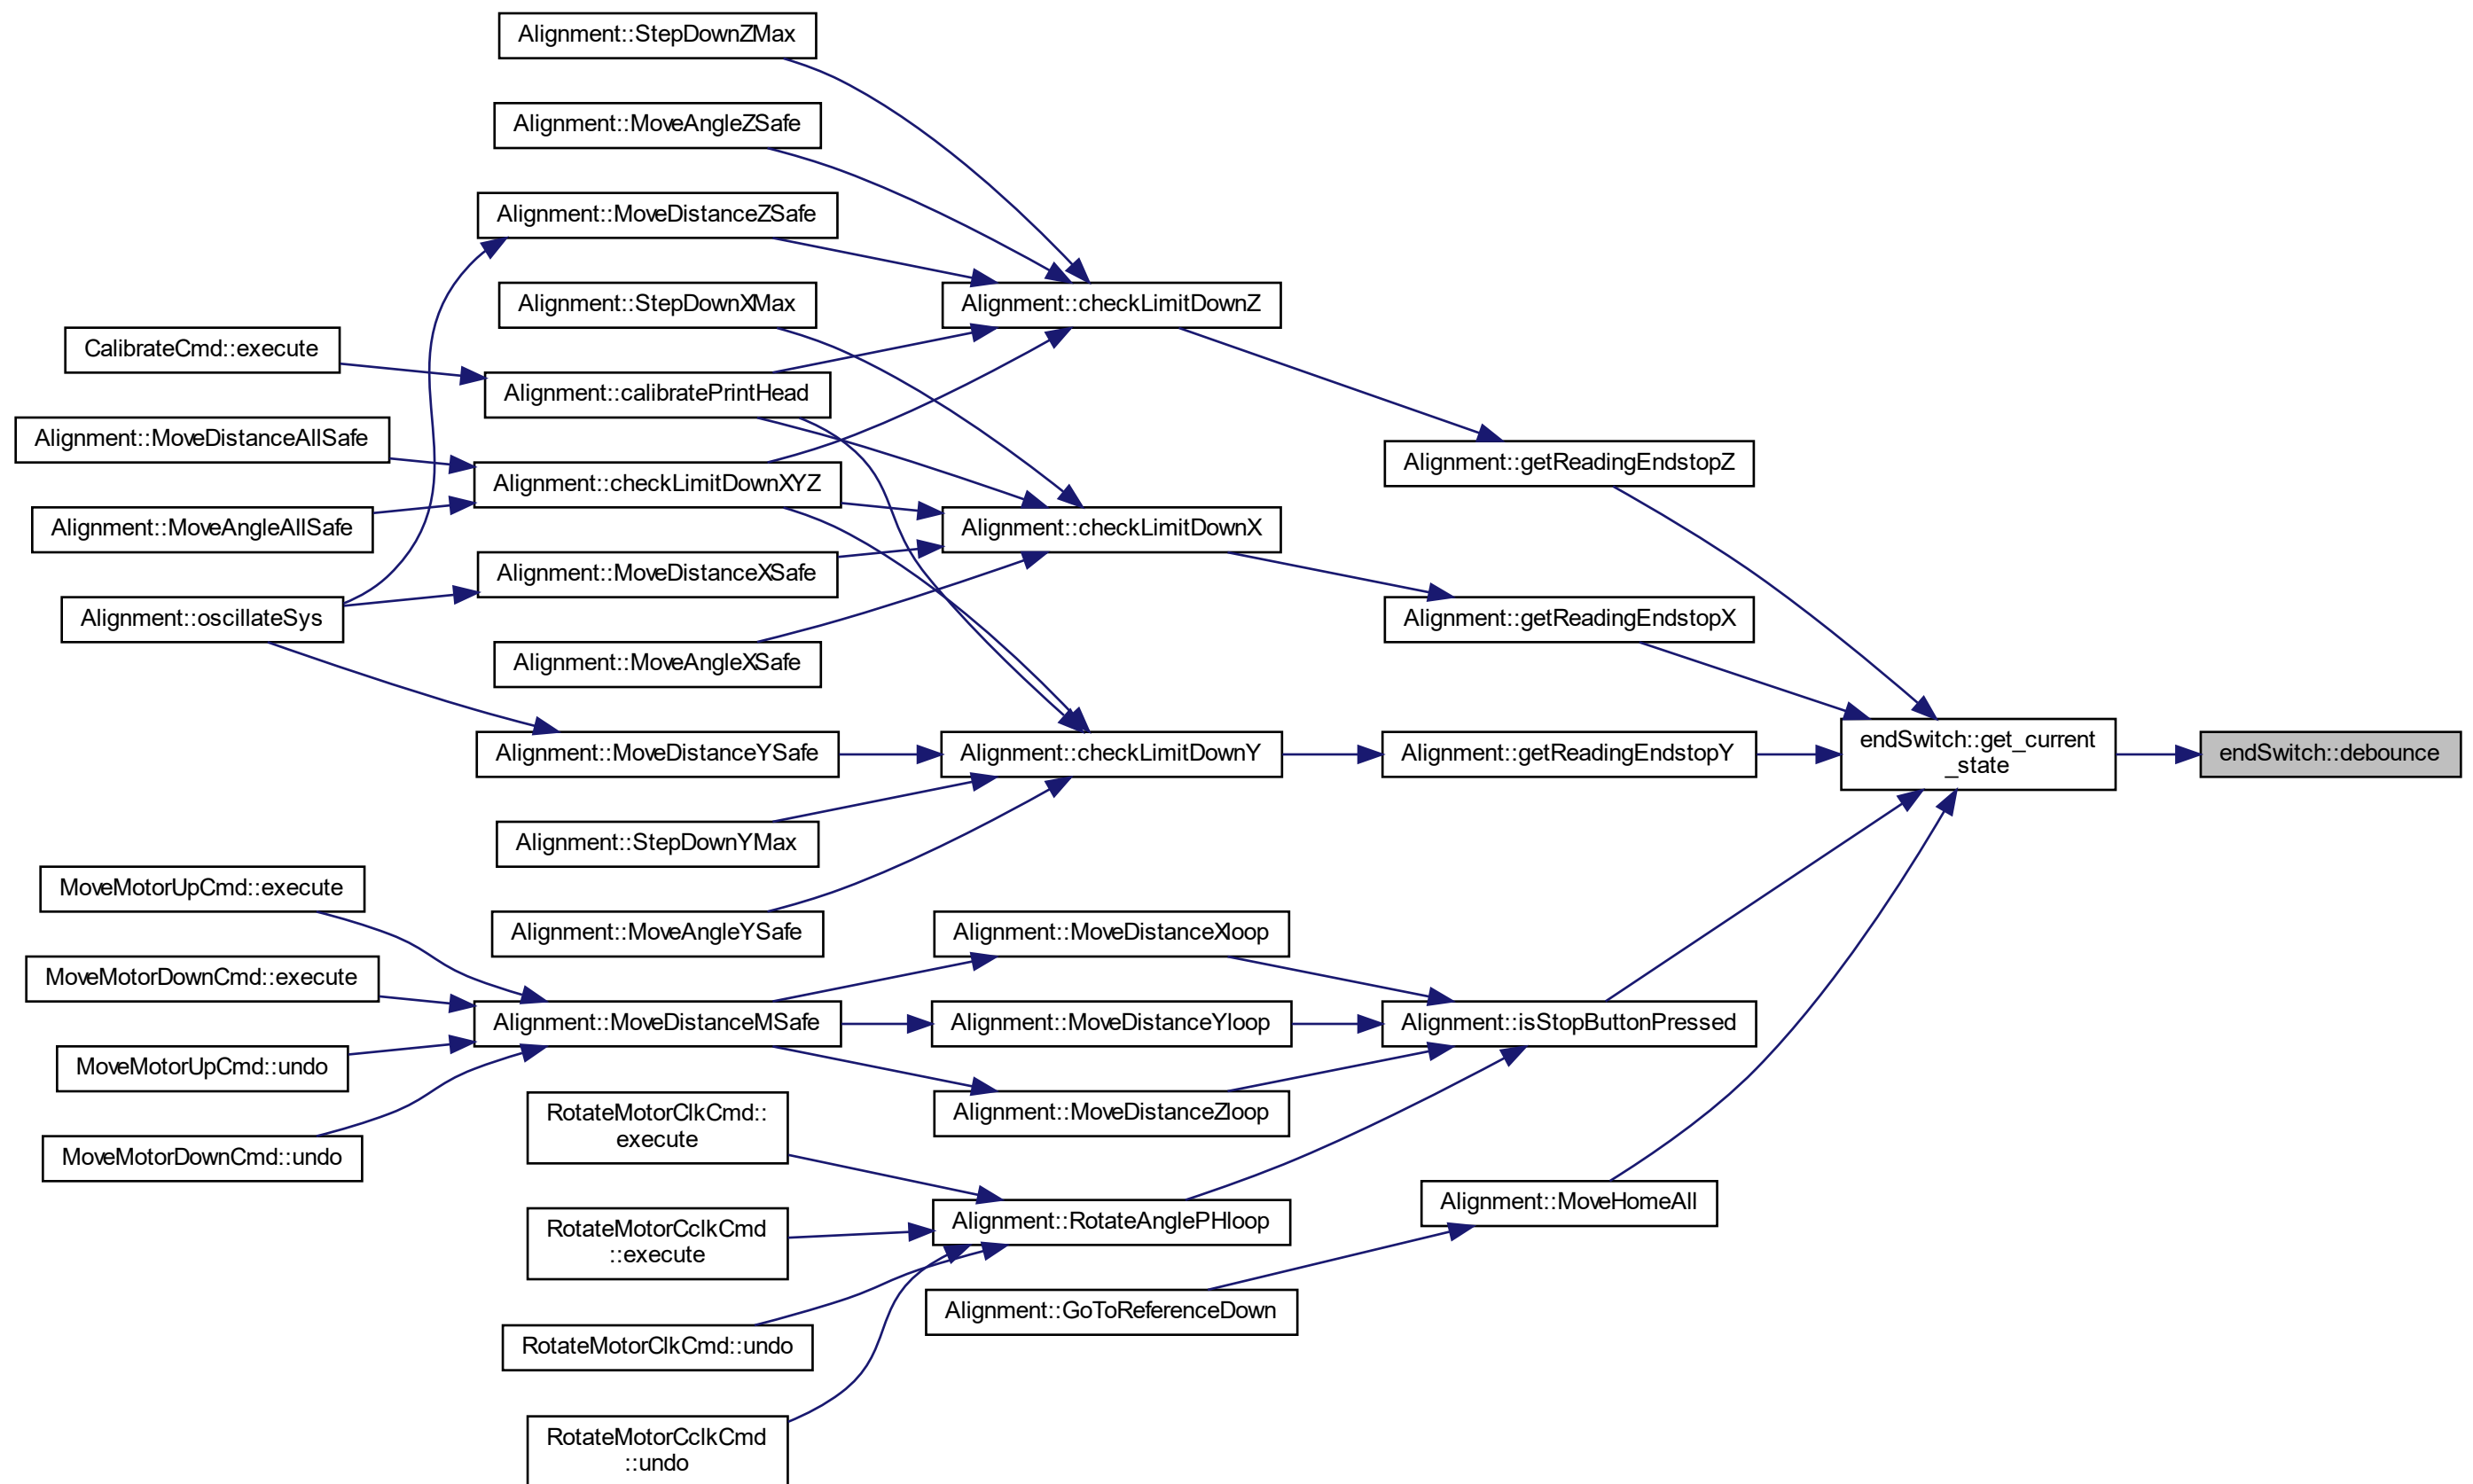 Alignment::StepDownZMax
Alignment::MoveAngleZSafe
Alignment::MoveDistanceZSafe
Alignment::StepDownXMax
Alignment::checkLimitDownZ
CalibrateCmd::execute
Alignment::calibratePrintHead
Alignment::MoveDistanceAllSafe
Alignment::getReadingEndstopZ
Alignment::checkLimitDownXYZ
Alignment::MoveAngleAllSafe
Alignment::checkLimitDownX
Alignment::MoveDistanceXSafe
Alignment::oscillateSys
Alignment::getReadingEndstopX
Alignment::MoveAngleXSafe
Alignment::MoveDistanceYSafe
Alignment::checkLimitDownY
Alignment::getReadingEndstopY
endSwitch::get_current
_state
endSwitch::debounce
Alignment::StepDownYMax
MoveMotorUpCmd::execute
Alignment::MoveAngleYSafe
Alignment::MoveDistanceXloop
MoveMotorDownCmd::execute
Alignment::MoveDistanceMSafe
Alignment::MoveDistanceYloop
Alignment::isStopButtonPressed
MoveMotorUpCmd::undo
Alignment::MoveDistanceZloop
RotateMotorClkCmd::
execute
MoveMotorDownCmd::undo
Alignment::MoveHomeAll
Alignment::RotateAnglePHloop
RotateMotorCclkCmd
::execute
Alignment::GoToReferenceDown
RotateMotorClkCmd::undo
RotateMotorCclkCmd
::undo